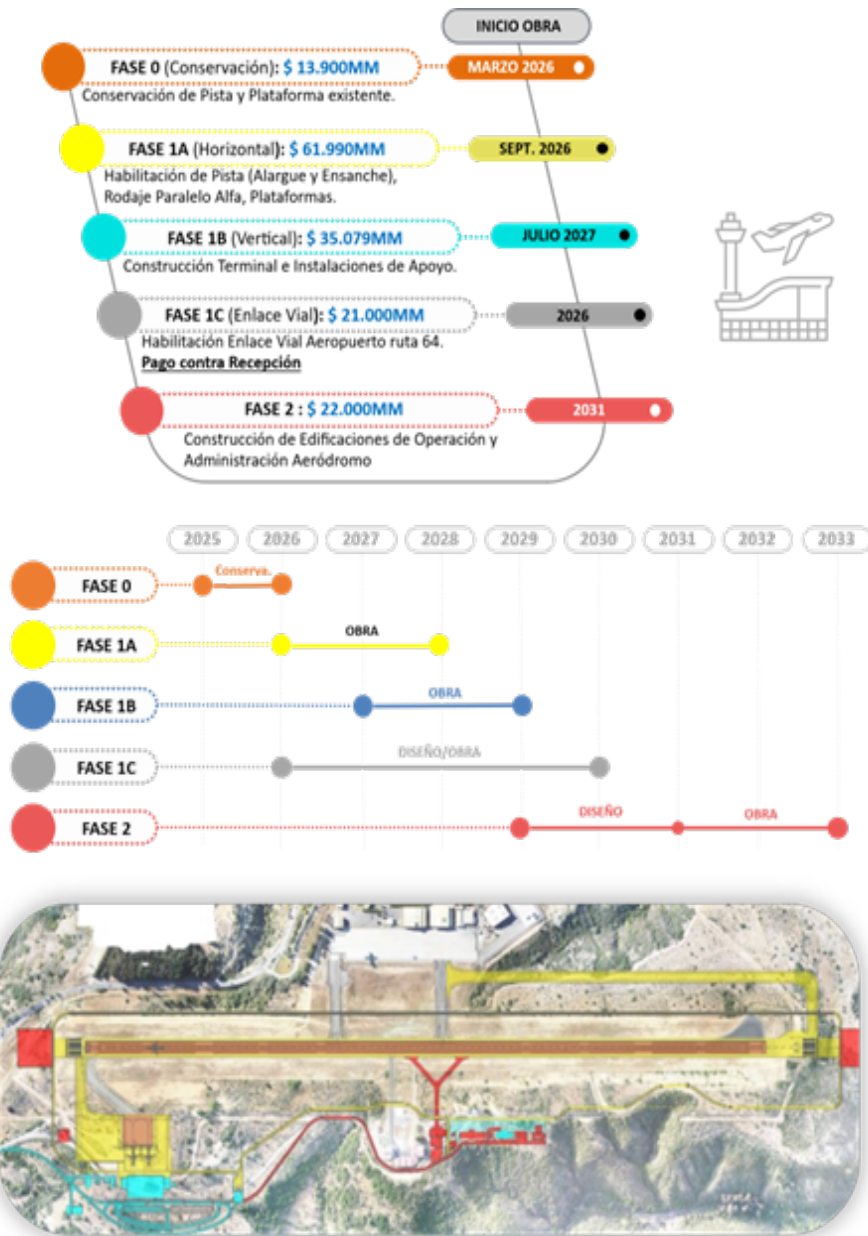 INICIO OBRA
FASE 0 (Conservación): $ 13.900MM
MARZO 2026
Conservación de Pista y Plataforma existente.
FASE 1A (Horizontal): $ 61.990MM
SEPT. 2026
Habilitación de Pista (Alargue y Ensanche),
Rodaje Paralelo Alfa, Plataformas.
FASE 1B (Vertical): $ 35.079MM
JULIO 2027
Construcción Terminal e Instalaciones de Apoyo.
FASE 1C (Enlace Vial): $ 21.000MM
2026
Habilitación Enlace Vial Aeropuerto ruta 64.
Pago contra Recepción
FASE 2 : $ 22.000MM
2031
Construcción de Edificaciones de Operación y
Administración Aeródromo
2025 2026 2027 2028 2029 2030 2031 2032 2033
FASE 0
Conserva.
FASE 1A
OBRA
FASE 1B
OBRA
FASE 1C
DISEÑO/OBRA
FASE 2
DISEÑO
OBRA